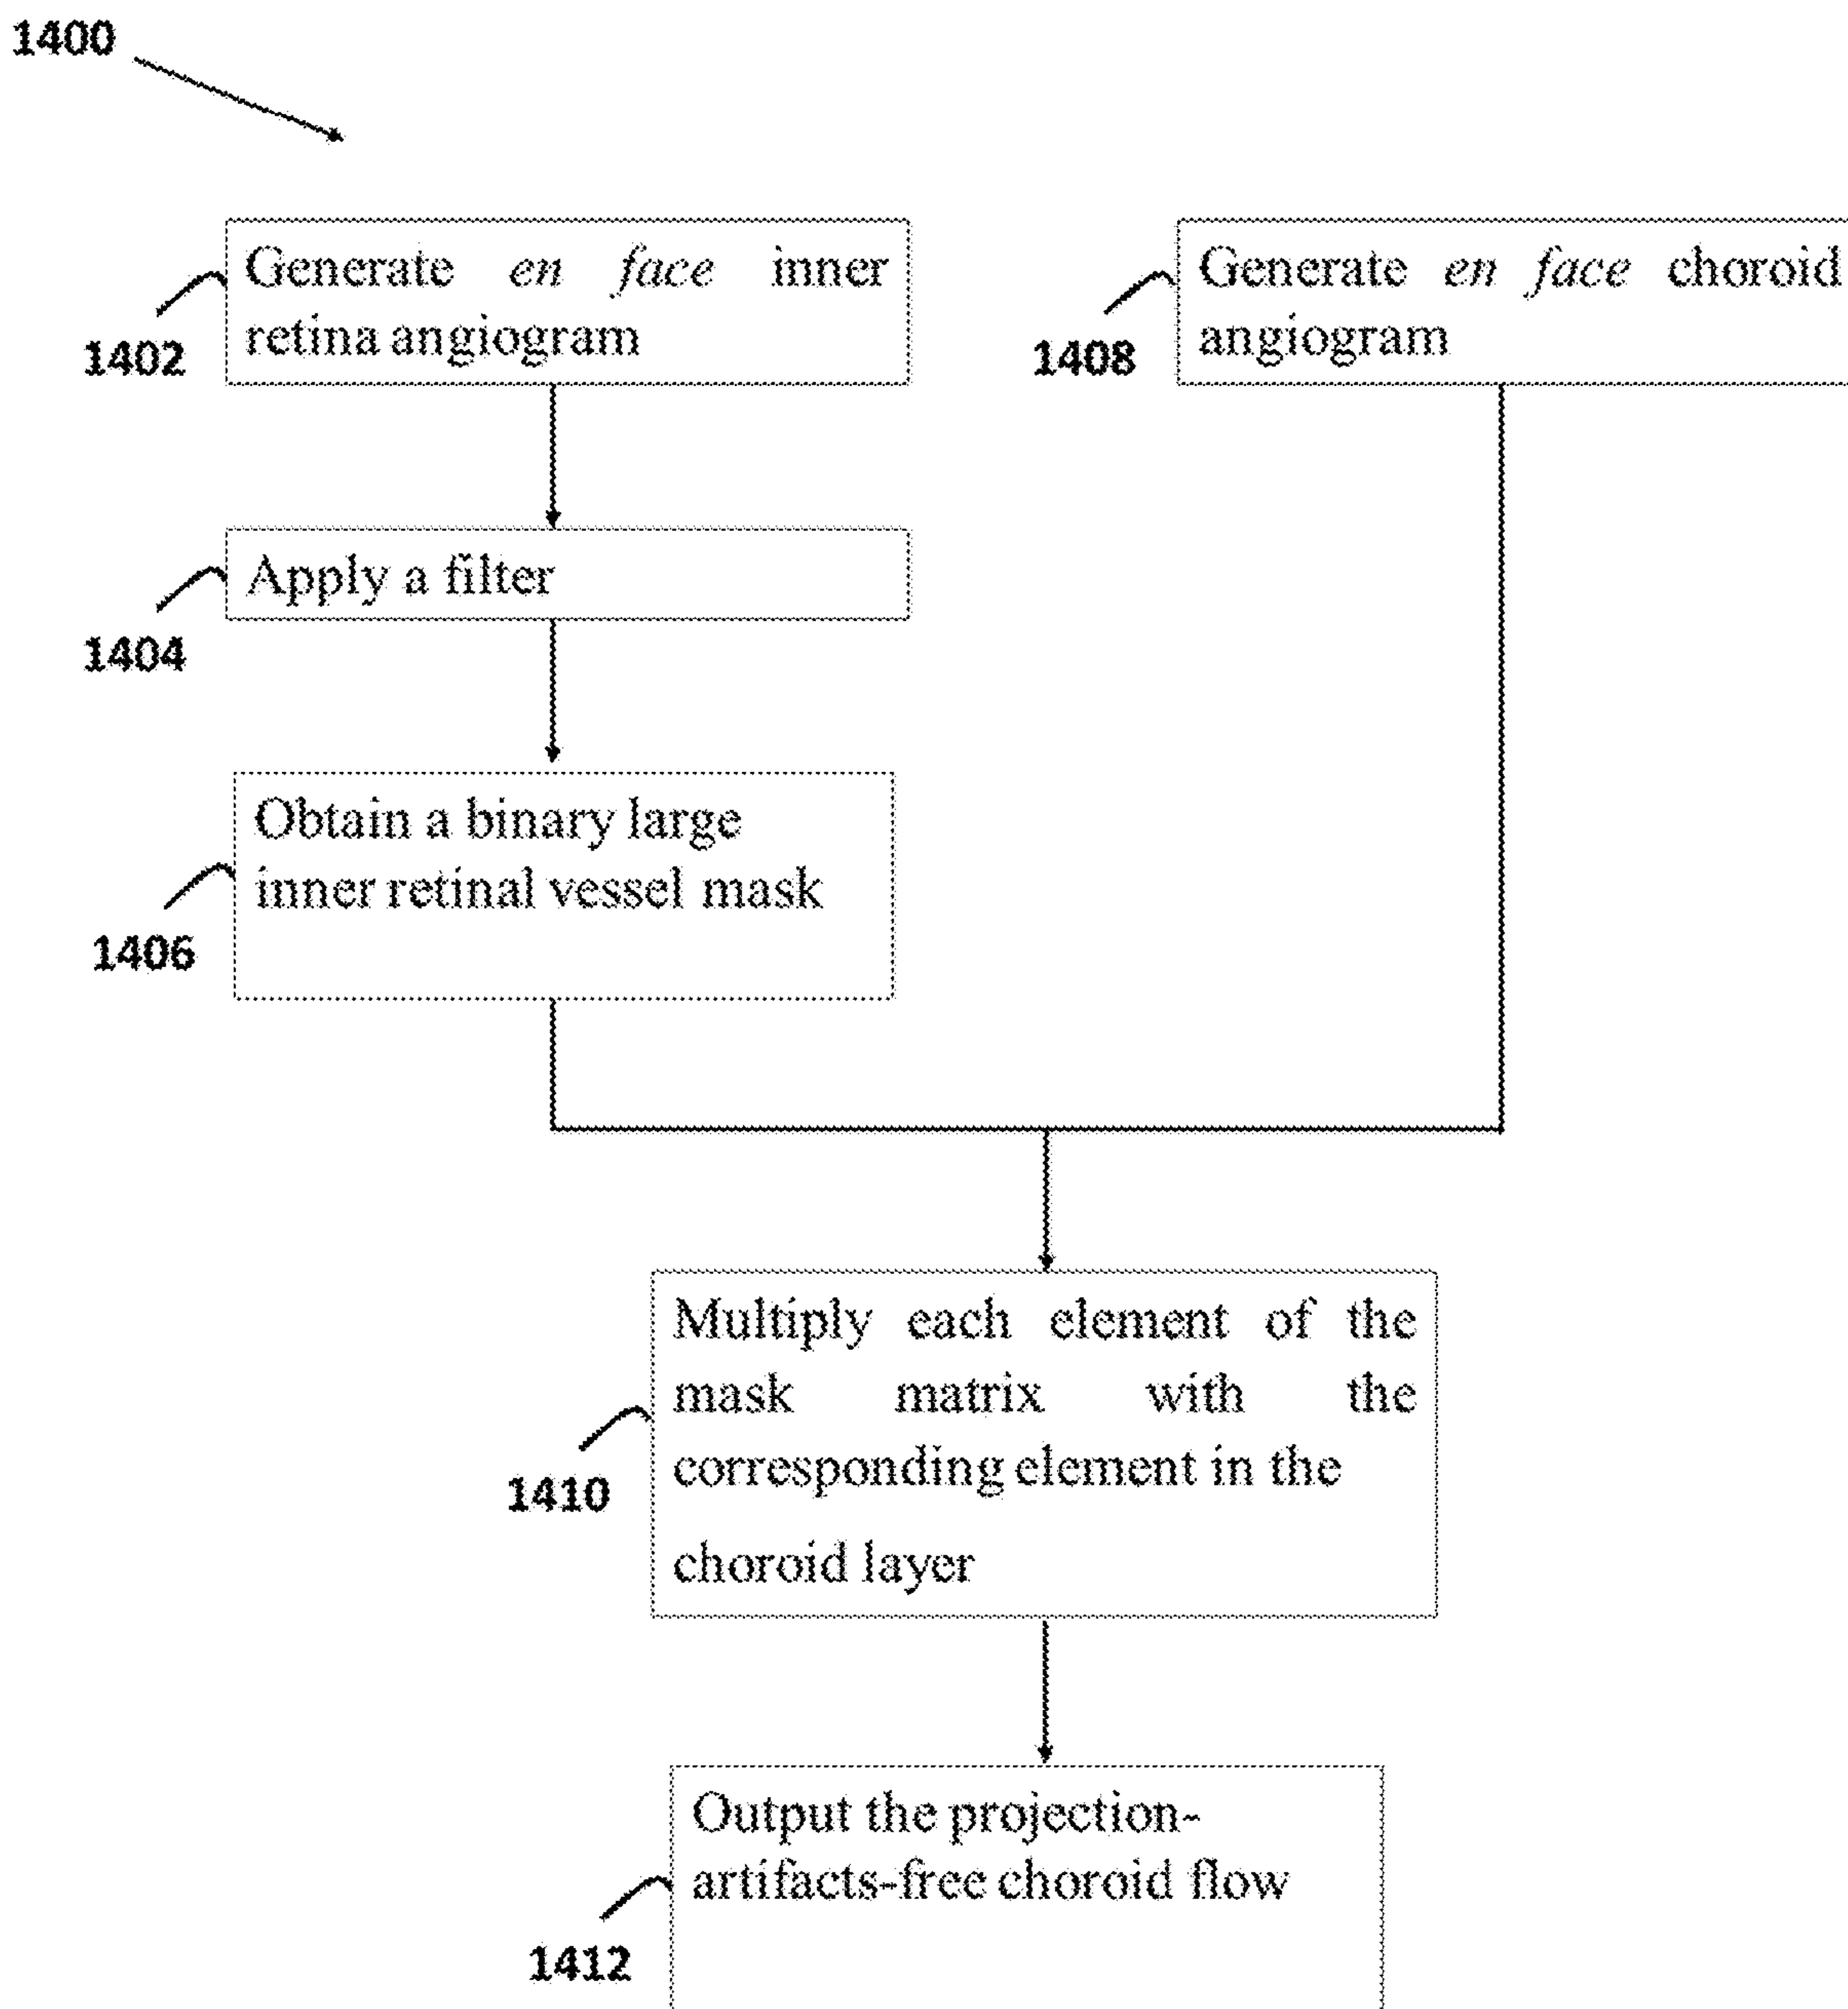 1400
Generate en face inner
retina angiogram
1402
Generate en face choroid
angiogram
1408
Apply a filter
1404
Obtain a binary large
inner retinal vessel mask
1406
Multiply each element of the
mask matrix with the
corresponding element in the
choroid layer
1410
Output the projection-
artifacts-free choroid flow
1412